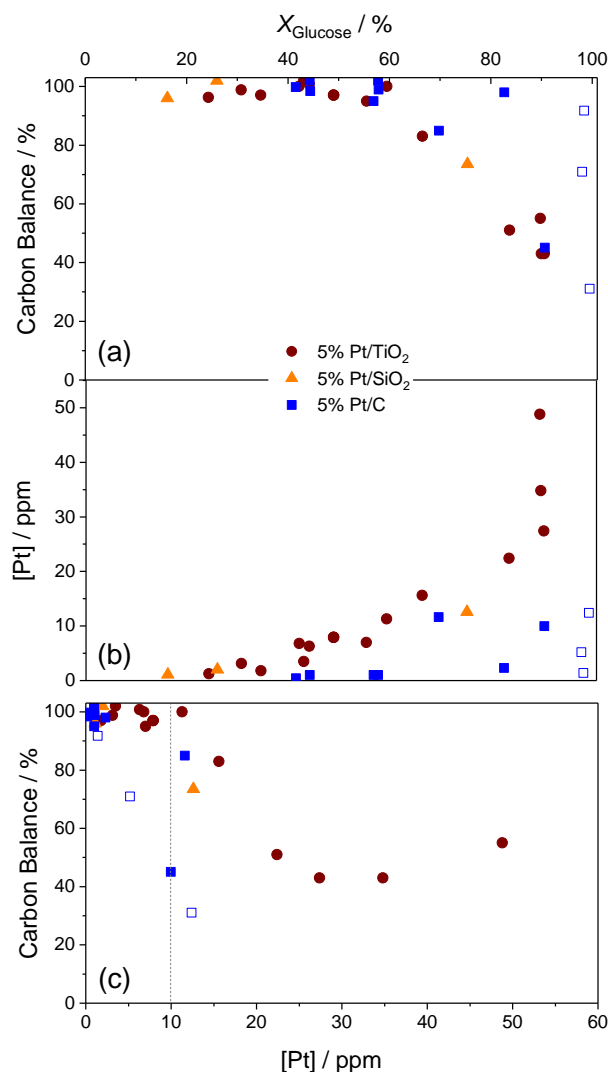 X_Glucose / %
0 20 40 60 80 100
100
80
60
40
20
0
Carbon Balance / %
(a)
5% Pt/TiO₂
5% Pt/SiO₂
5% Pt/C
50
40
30
20
10
0
[Pt] / ppm
(b)
100
80
60
40
20
0
Carbon Balance / %
(c)
0 10 20 30 40 50 60
[Pt] / ppm